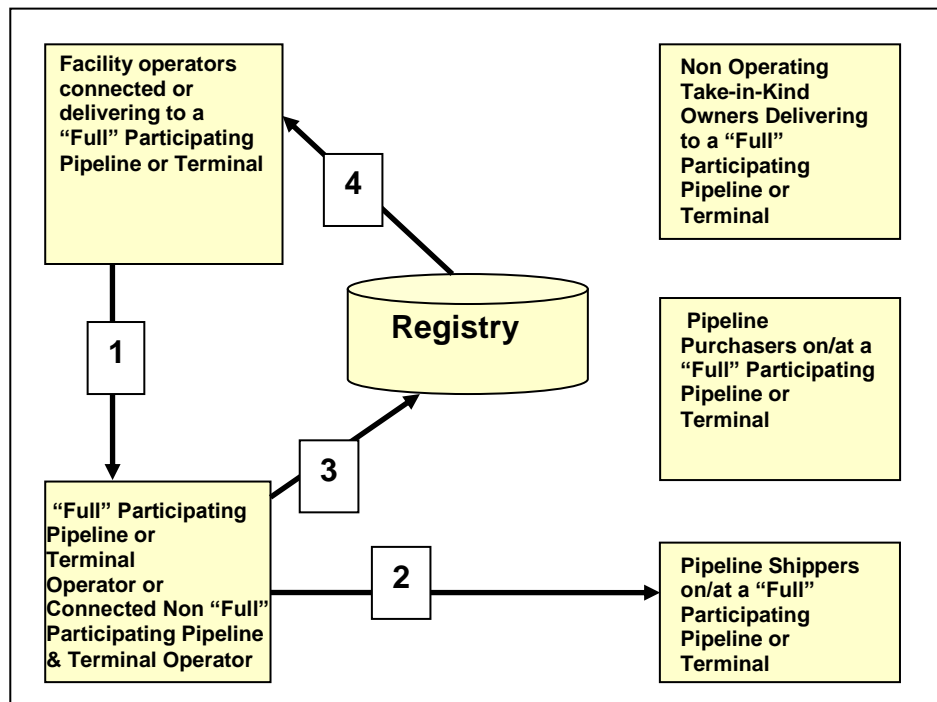 Facility operators
connected or
delivering to a
“Full” Participating
Pipeline or Terminal
Non Operating
Take-in-Kind
Owners Delivering
to a “Full”
Participating
Pipeline or
Terminal
4
Registry
1
Pipeline
Purchasers on/at a
“Full” Participating
Pipeline or
Terminal
3
“Full” Participating
Pipeline or
Terminal
Operator or
Connected Non “Full”
Participating Pipeline
& Terminal Operator
2
Pipeline Shippers
on/at a “Full”
Participating
Pipeline or
Terminal